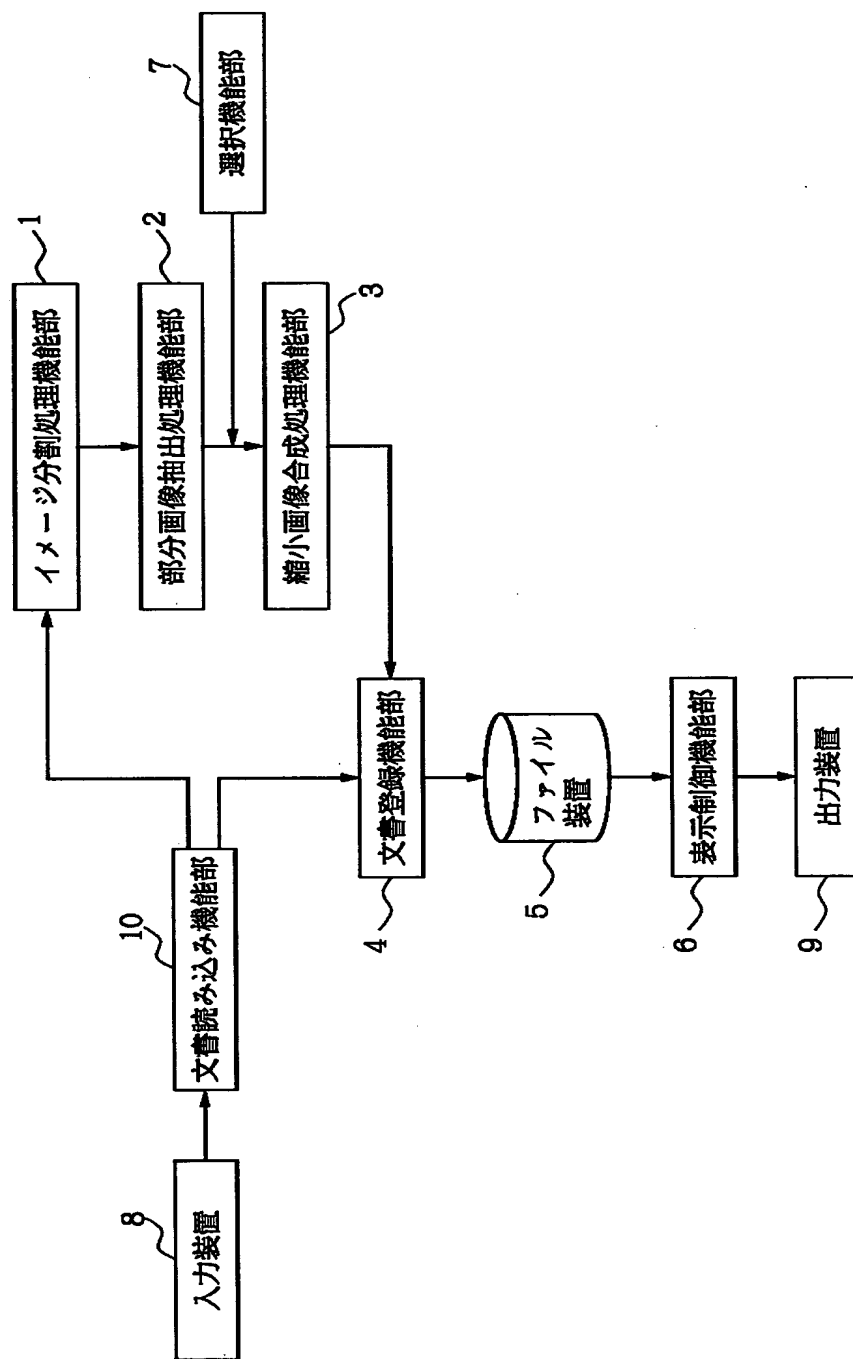 8
入力装置
10
文書読み込み機能部
1
イメージ分割処理機能部
2
部分画像抽出処理機能部
7
選択機能部
3
縮小画像合成処理機能部
4
文書登録機能部
5
ファイル
装置
6
表示制御機能部
9
出力装置